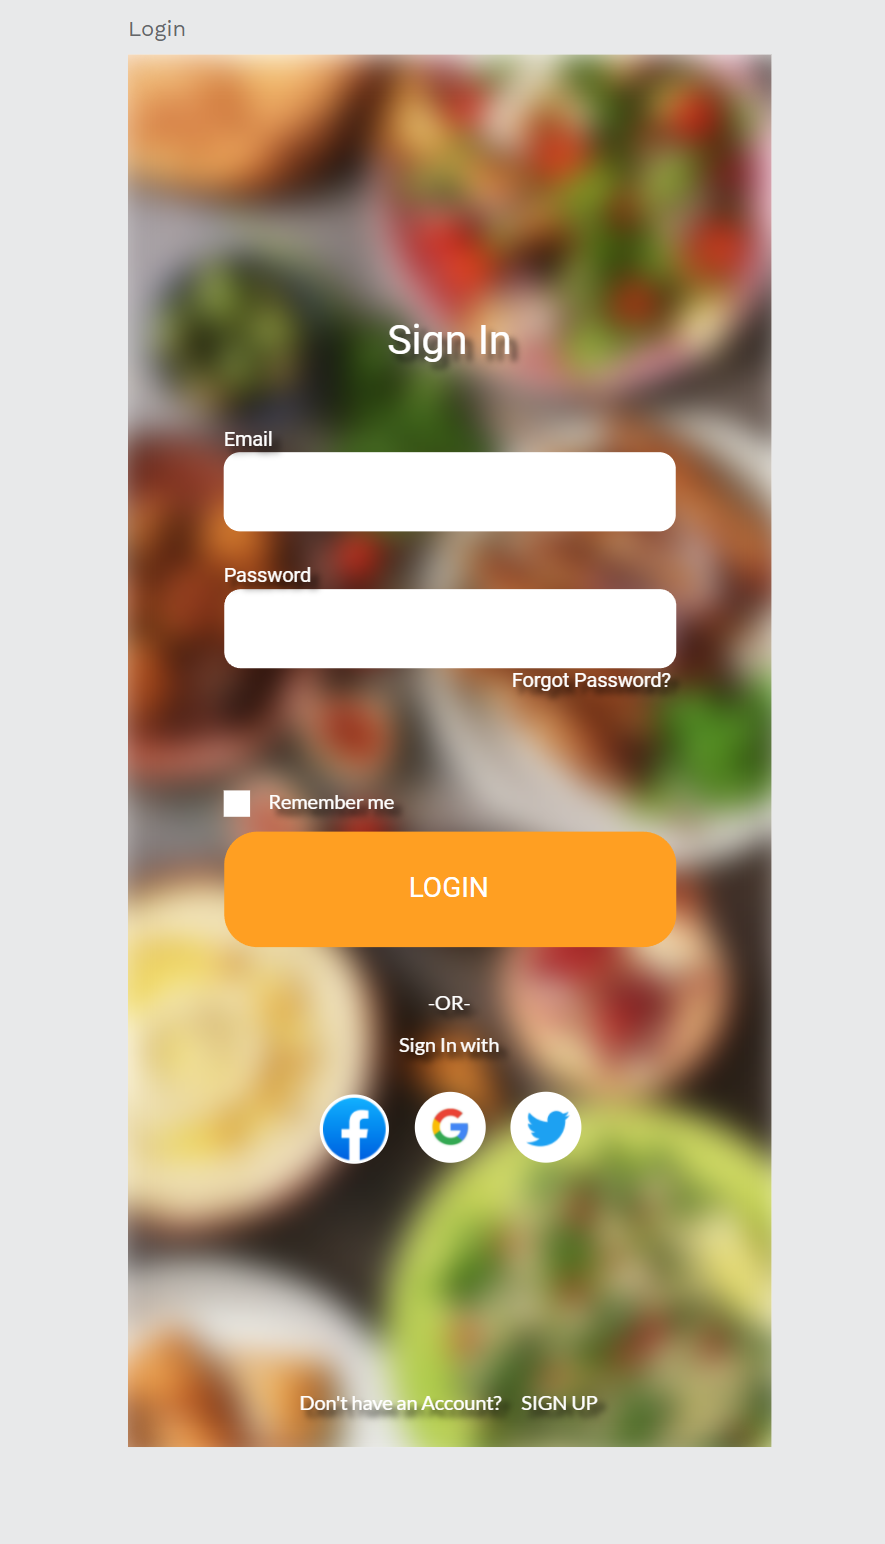 Login
Sign In
Email
Password
Forgot Password?
Remember me
LOGIN
-OR-
Sign In with
Don't have an Account? SIGN UP